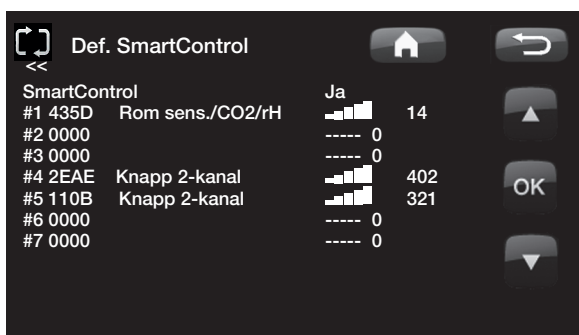 Def. SmartControl
<<
SmartControl Ja
#1 435D Rom sens./CO2/rH 14
#2 0000 ----- 0
#3 0000 ----- 0
#4 2EAE Knapp 2-kanal 402
#5 110B Knapp 2-kanal 321
#6 0000 ----- 0
#7 0000 ----- 0
OK